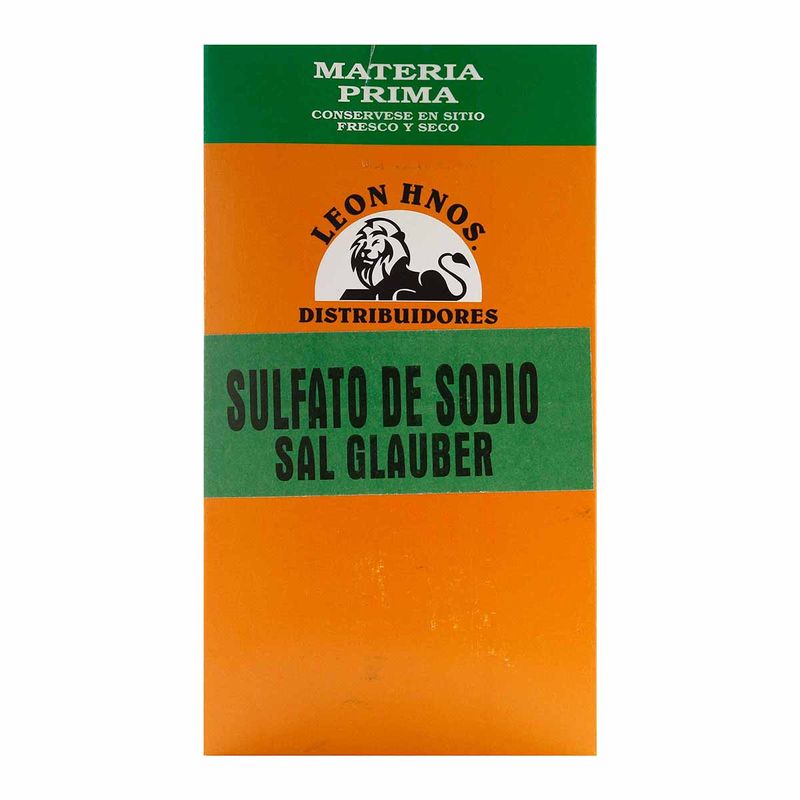 MATERIA
PRIMA
CONSERVESE EN SITIO
FRESCO Y SECO
LEON HNOS.
DISTRIBUIDORES
SULFATO DE SODIO
SAL GLAUBER